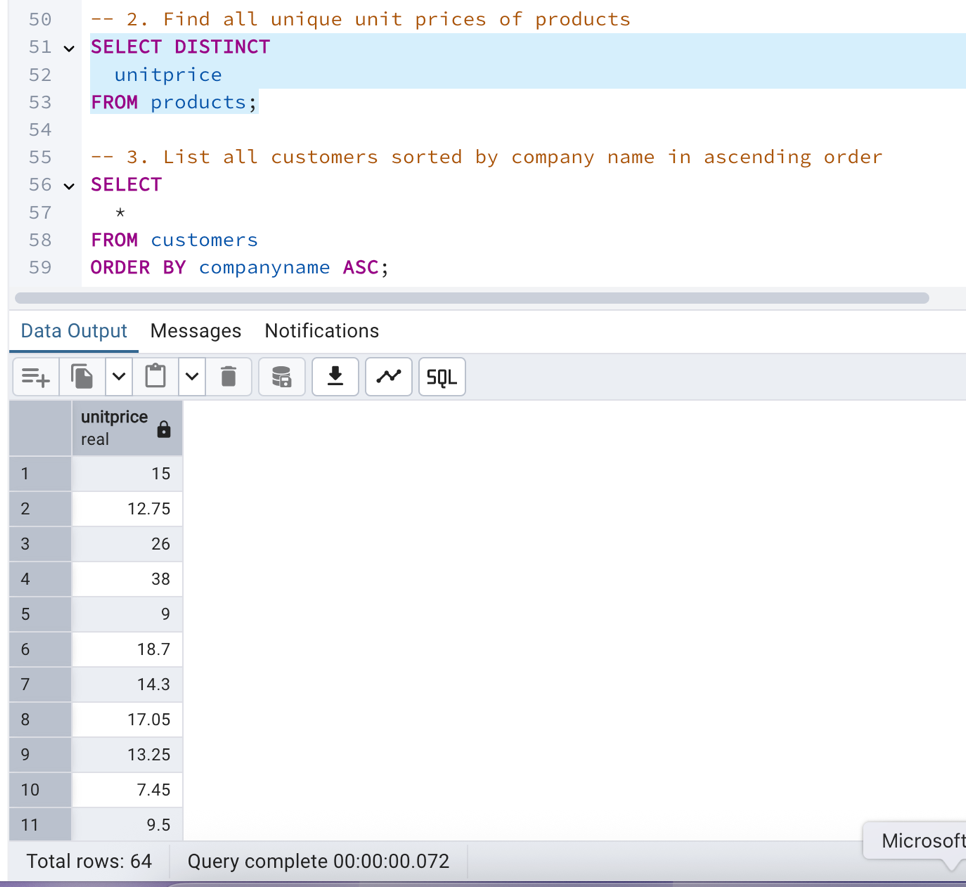 50 -- 2. Find all unique unit prices of products
51 SELECT DISTINCT
52 unitprice
53 FROM products;
54
55 -- 3. List all customers sorted by company name in ascending order
56 SELECT
57 *
58 FROM customers
59 ORDER BY companyname ASC;
Data Output Messages Notifications
SQL
unitprice
real
1 15
2 12.75
3 26
4 38
5 9
6 18.7
7 14.3
8 17.05
9 13.25
10 7.45
11 9.5
Microsoft
Total rows: 64 Query complete 00:00:00.072